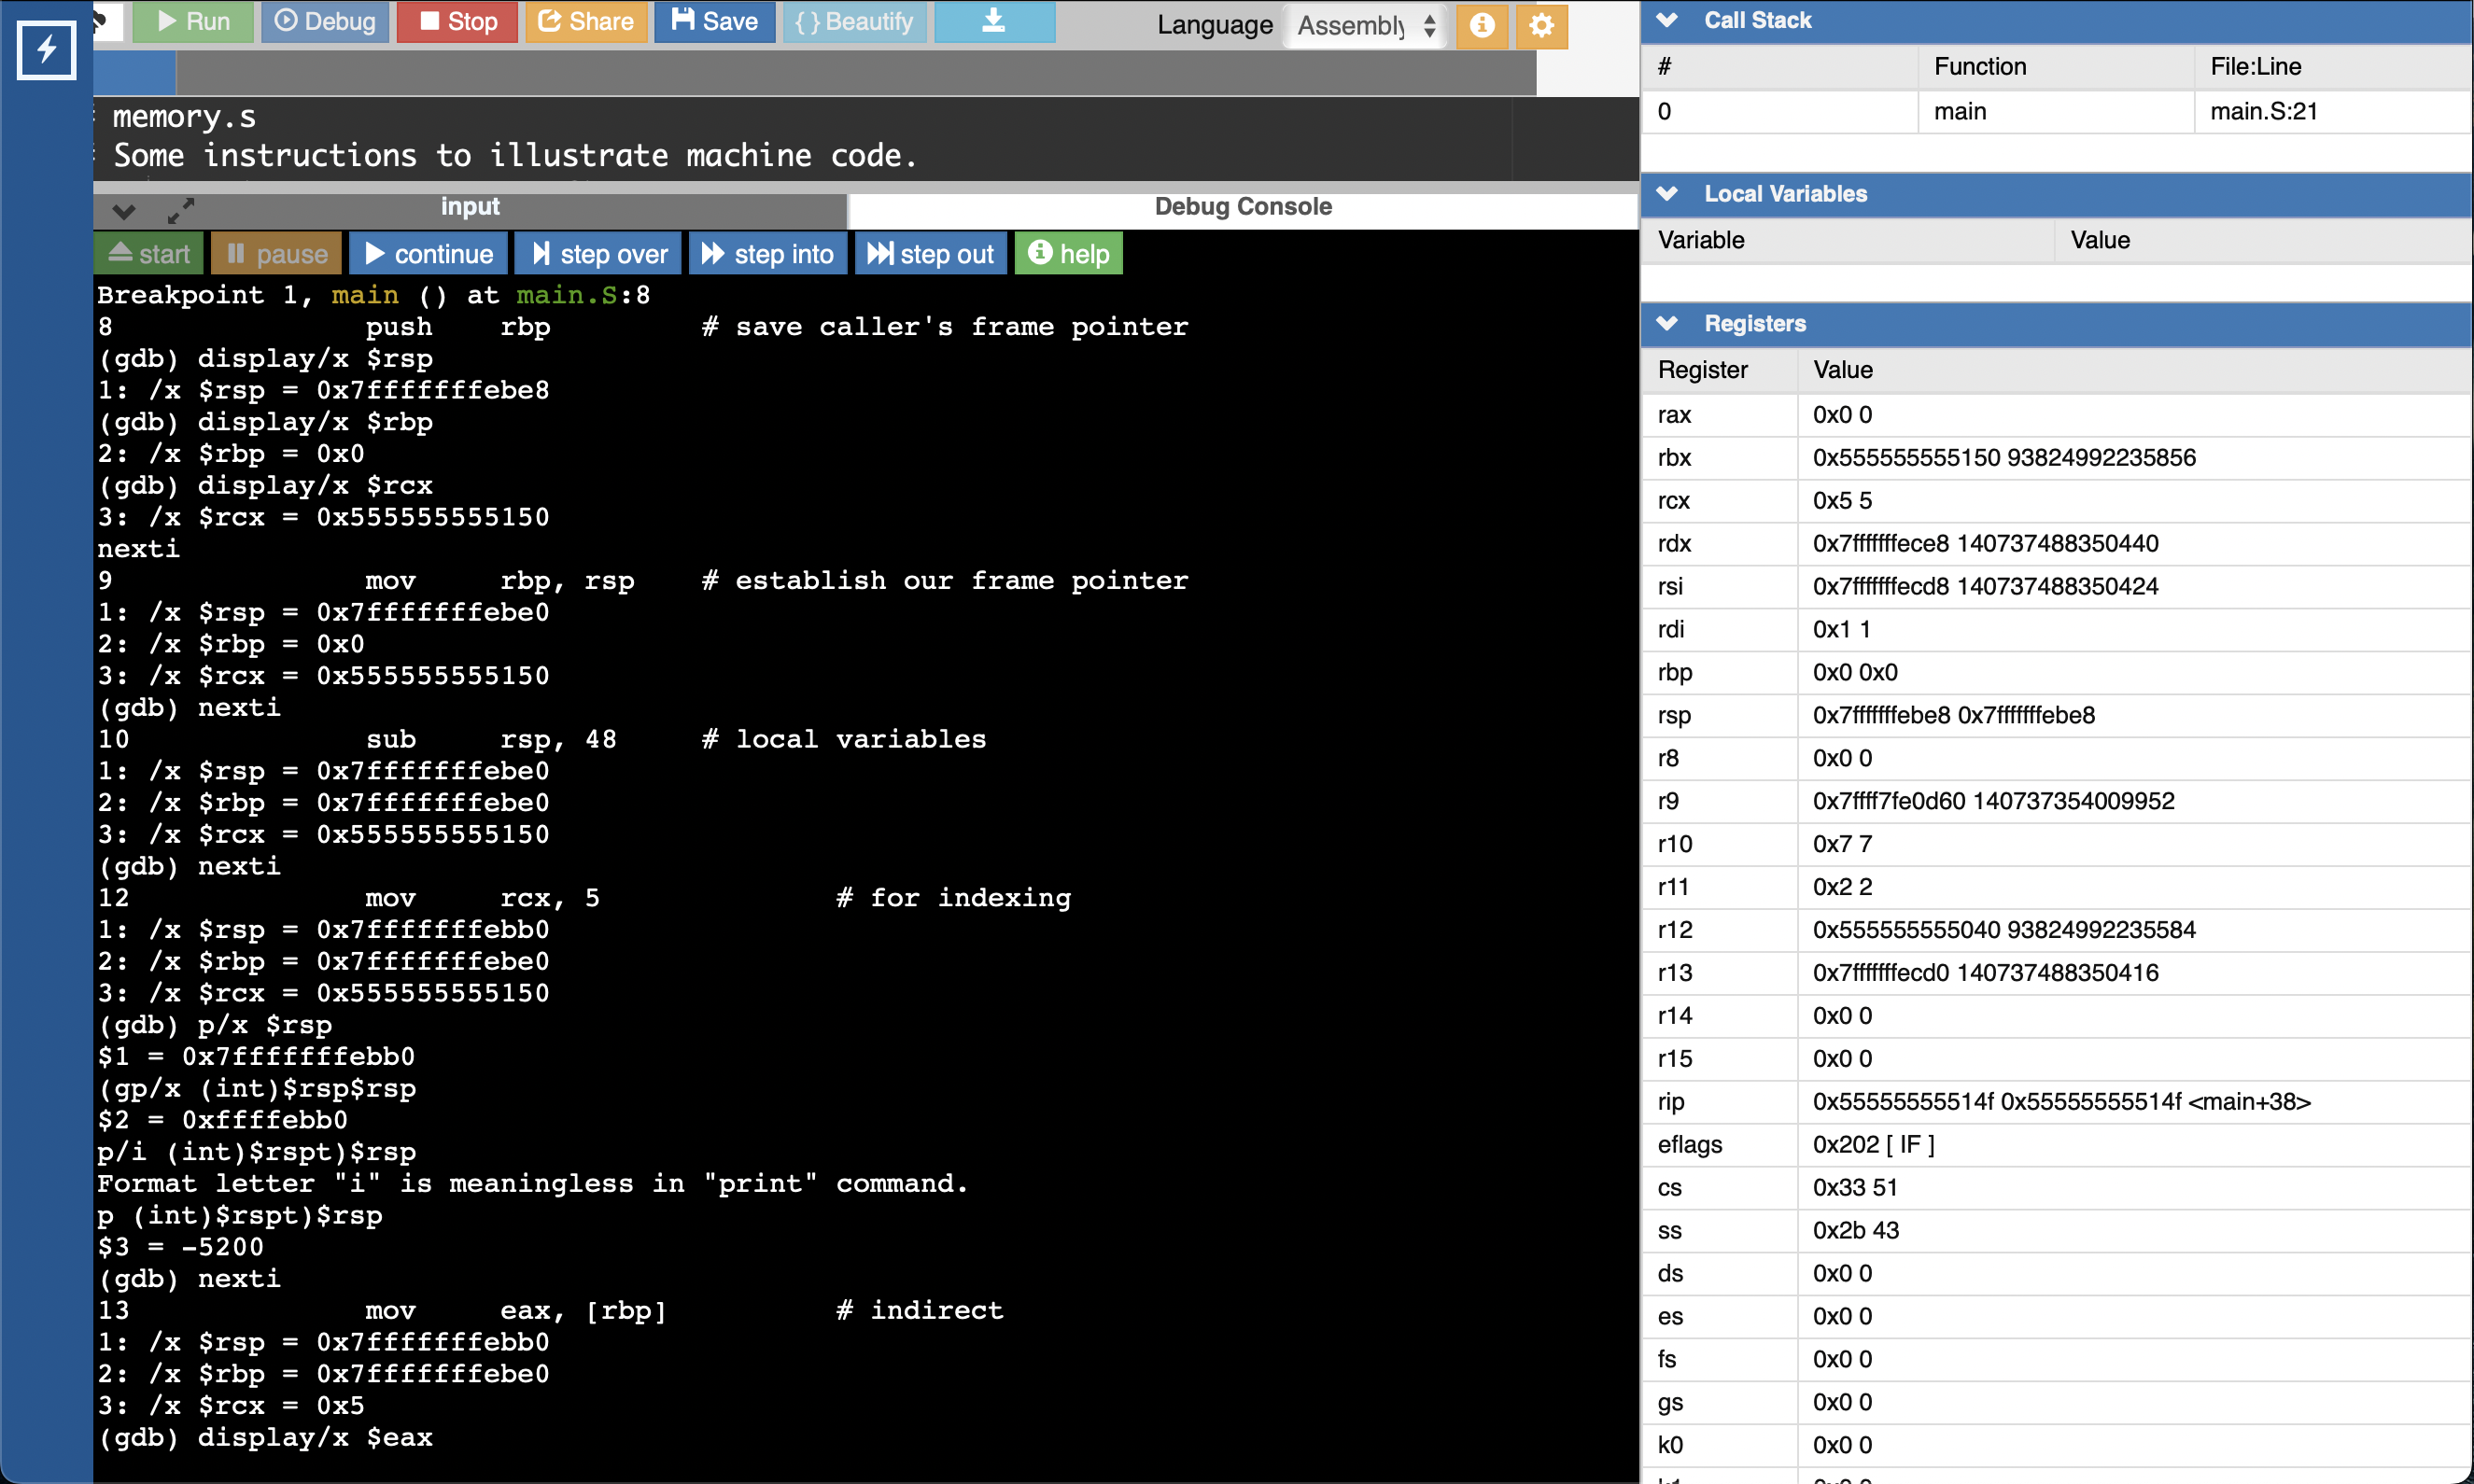 Run Debug Stop Share Save {} Beautify Language Assembly
memory.s
Some instructions to illustrate machine code.
input Debug Console
start pause continue step over step into step out help
Breakpoint 1, main () at main.S:8
8 push rbp # save caller's frame pointer
(gdb) display/x $rsp
1: /x $rsp = 0x7fffffffebe8
(gdb) display/x $rbp
2: /x $rbp = 0x0
(gdb) display/x $rcx
3: /x $rcx = 0x555555555150
nexti
9 mov rbp, rsp # establish our frame pointer
1: /x $rsp = 0x7fffffffebe0
2: /x $rbp = 0x0
3: /x $rcx = 0x555555555150
(gdb) nexti
10 sub rsp, 48 # local variables
1: /x $rsp = 0x7fffffffebe0
2: /x $rbp = 0x7fffffffebe0
3: /x $rcx = 0x555555555150
(gdb) nexti
12 mov rcx, 5 # for indexing
1: /x $rsp = 0x7fffffffebb0
2: /x $rbp = 0x7fffffffebe0
3: /x $rcx = 0x555555555150
(gdb) p/x $rsp
$1 = 0x7fffffffebb0
(gp/x (int)$rsp$rsp
$2 = 0xffffebb0
p/i (int)$rspt)$rsp
Format letter "i" is meaningless in "print" command.
p (int)$rspt)$rsp
$3 = -5200
(gdb) nexti
13 mov eax, [rbp] # indirect
1: /x $rsp = 0x7fffffffebb0
2: /x $rbp = 0x7fffffffebe0
3: /x $rcx = 0x5
(gdb) display/x $eax
Call Stack
# Function File:Line
0 main main.S:21
Local Variables
Variable Value
Registers
Register Value
rax 0x0 0
rbx 0x555555555150 93824992235856
rcx 0x5 5
rdx 0x7fffffffece8 140737488350440
rsi 0x7fffffffecd8 140737488350424
rdi 0x1 1
rbp 0x0 0x0
rsp 0x7fffffffebe8 0x7fffffffebe8
r8 0x0 0
r9 0x7ffff7fe0d60 140737354009952
r10 0x7 7
r11 0x2 2
r12 0x555555555040 93824992235584
r13 0x7fffffffecd0 140737488350416
r14 0x0 0
r15 0x0 0
rip 0x55555555514f 0x55555555514f <main+38>
eflags 0x202 [ IF ]
cs 0x33 51
ss 0x2b 43
ds 0x0 0
es 0x0 0
fs 0x0 0
gs 0x0 0
k0 0x0 0